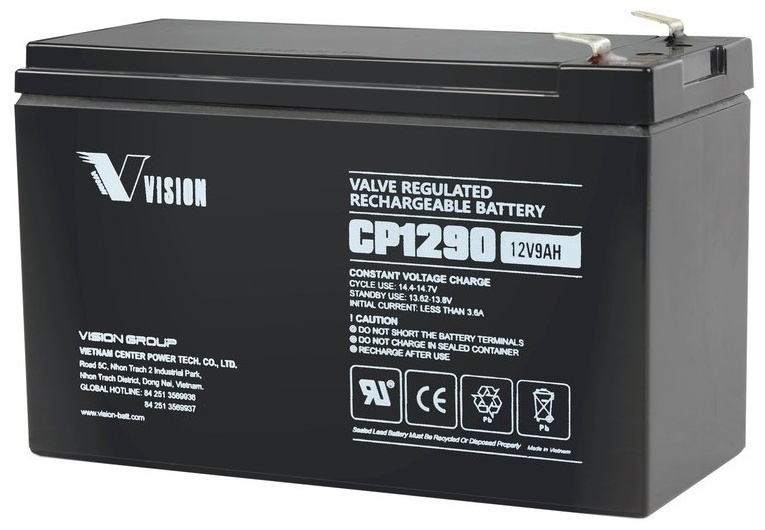 VISION
VALVE REGULATED
RECHARGEABLE BATTERY
CP1290 12V9AH
CONSTANT VOLTAGE CHARGE
CYCLE USE: 14.4-14.7V
STANDBY USE: 13.62-13.8V
INITIAL CURRENT: LESS THAN 3.6A
! CAUTION
DO NOT SHORT THE BATTERY TERMINALS
DO NOT CHARGE IN SEALED CONTAINER
RECHARGE AFTER USE
VISION GROUP
VIETNAM CENTER POWER TECH. CO., LTD.
Road 5C, Nhon Trach 2 Industrial Park,
Nhon Trach District, Dong Nai, Vietnam.
GLOBAL HOTLINE: 84 251 3569936
84 251 3569937
www.vision-batt.com
CE
Pb
Pb
Sealed Lead Battery Must Be Recycled Or Disposed Properly
Made in Vietnam